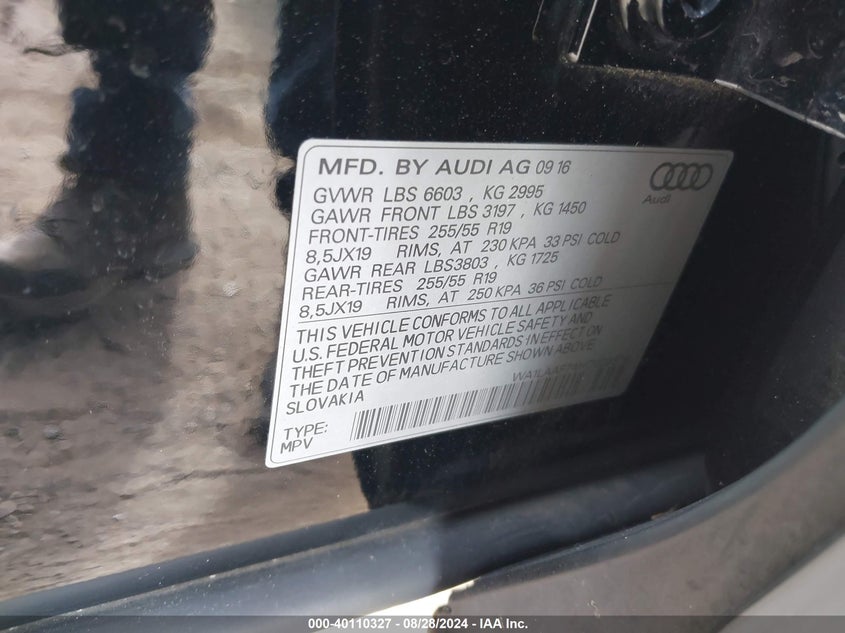 MFD. BY AUDI AG 09 16
GVWR LBS 6603 , KG 2995
GAWR FRONT LBS 3197 , KG 1450
FRONT-TIRES 255/55 R19
8,5JX19 RIMS, AT 230 KPA 33 PSI COLD
GAWR REAR LBS3803 , KG 1725
REAR-TIRES 255/55 R19
8,5JX19 RIMS, AT 250 KPA 36 PSI COLD
THIS VEHICLE CONFORMS TO ALL APPLICABLE
U.S. FEDERAL MOTOR VEHICLE SAFETY AND
THEFT PREVENTION STANDARDS IN EFFECT ON
THE DATE OF MANUFACTURE SHOWN ABOVE.
SLOVAKIA
TYPE:
MPV
Audi
000-40110327 | 08/28/2024 | IAA Inc.